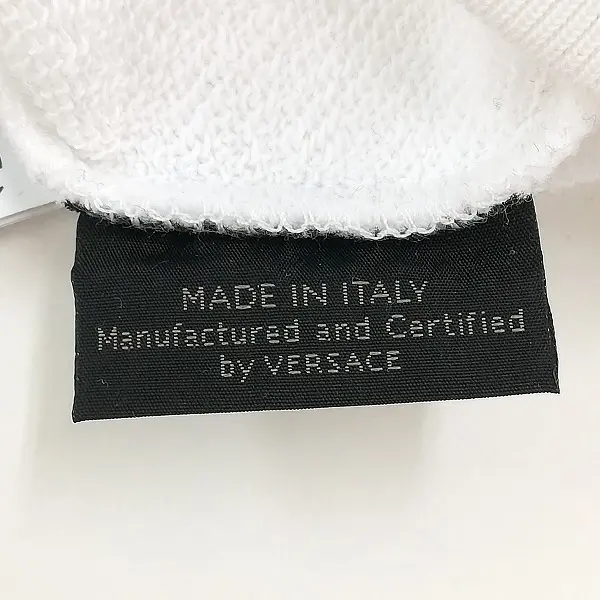 MADE IN ITALY
Manufactured and Certified
by VERSACE